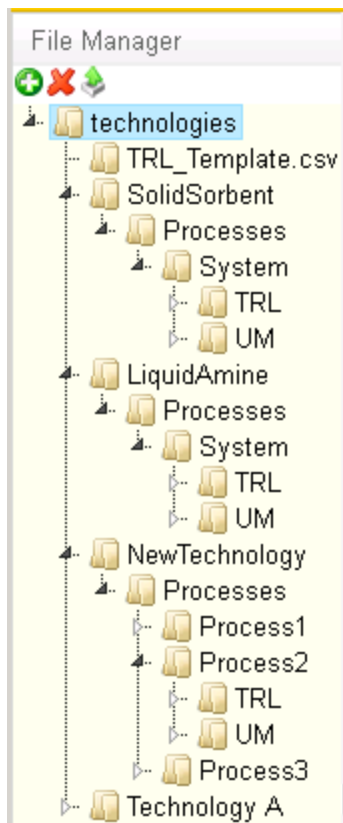 File Manager
technologies
TRL_Template.csv
SolidSorbent
Processes
System
TRL
UM
LiquidAmine
Processes
System
TRL
UM
NewTechnology
Processes
Process1
Process2
TRL
UM
Process3
Technology A